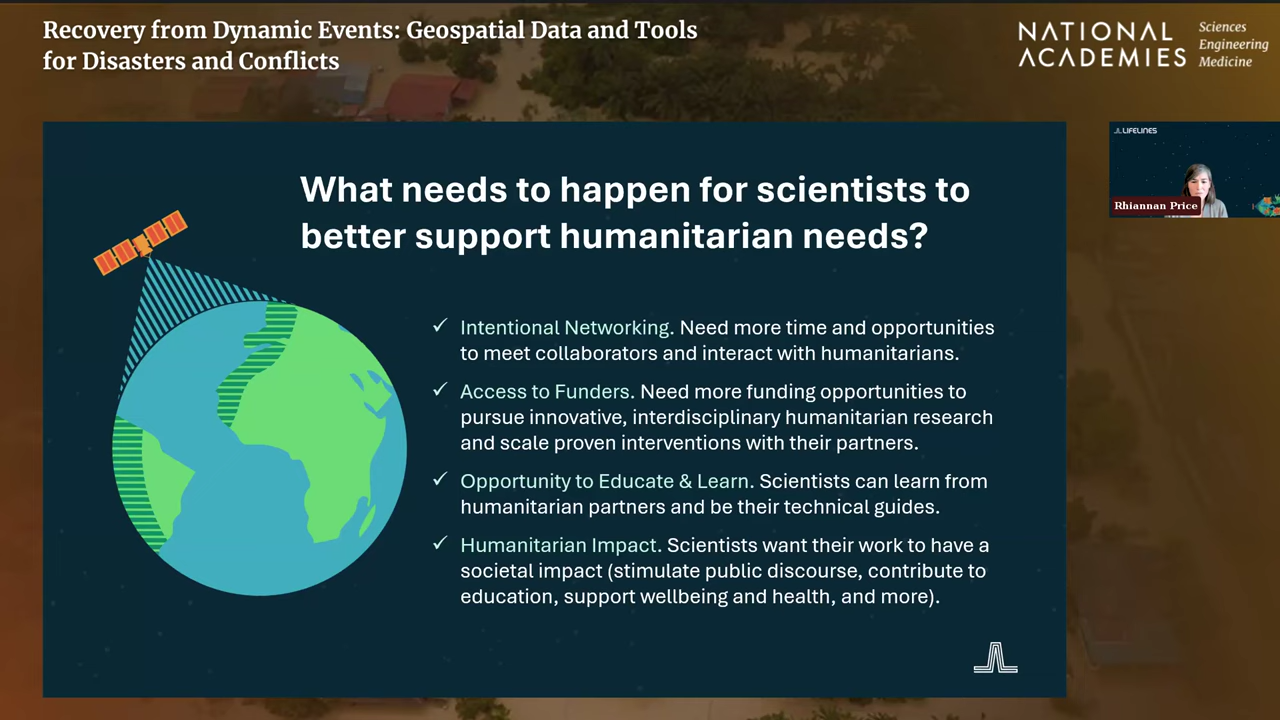 Recovery from Dynamic Events: Geospatial Data and Tools
for Disasters and Conflicts
NATIONAL
ACADEMIES
Sciences
Engineering
Medicine
LIFELINES
Rhiannan Price
What needs to happen for scientists to
better support humanitarian needs?
✓ Intentional Networking. Need more time and opportunities
to meet collaborators and interact with humanitarians.
✓ Access to Funders. Need more funding opportunities to
pursue innovative, interdisciplinary humanitarian research
and scale proven interventions with their partners.
✓ Opportunity to Educate & Learn. Scientists can learn from
humanitarian partners and be their technical guides.
✓ Humanitarian Impact. Scientists want their work to have a
societal impact (stimulate public discourse, contribute to
education, support wellbeing and health, and more).